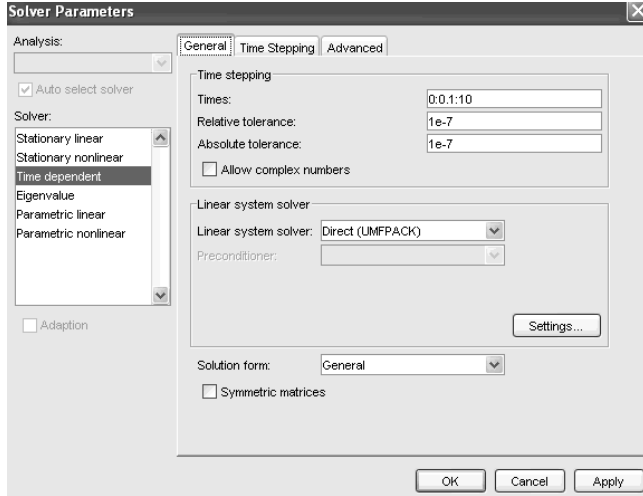 Solver Parameters
Analysis:
Auto select solver
Solver:
Stationary linear
Stationary nonlinear
Time dependent
Eigenvalue
Parametric linear
Parametric nonlinear
Adaption
General Time Stepping Advanced
Time stepping
Times: 0:0.1:10
Relative tolerance: 1e-7
Absolute tolerance: 1e-7
Allow complex numbers
Linear system solver
Linear system solver: Direct (UMFPACK)
Preconditioner:
Settings...
Solution form: General
Symmetric matrices
OK Cancel Apply